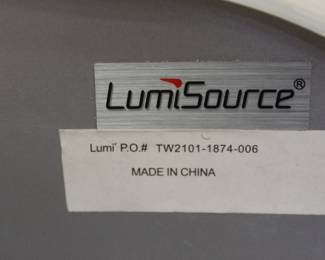 LumiSource®
Lumi' P.O.# TW2101-1874-006
MADE IN CHINA